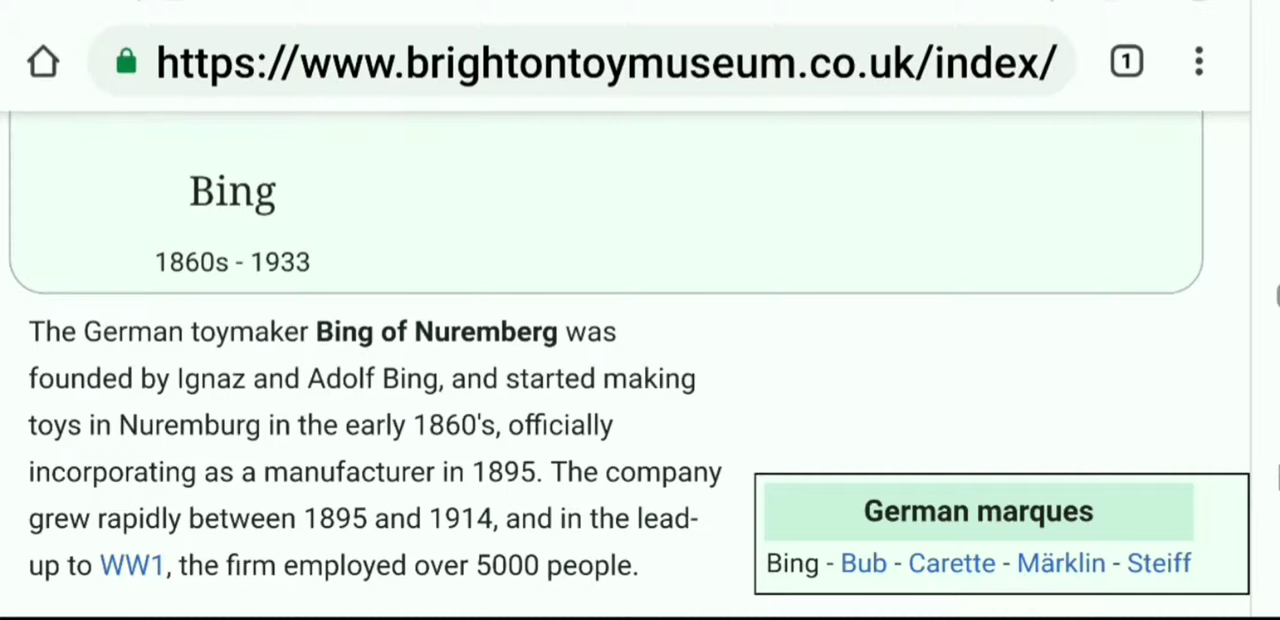 https://www.brightontoymuseum.co.uk/index/
1
Bing
1860s - 1933
The German toymaker Bing of Nuremberg was
founded by Ignaz and Adolf Bing, and started making
toys in Nuremburg in the early 1860's, officially
incorporating as a manufacturer in 1895. The company
grew rapidly between 1895 and 1914, and in the lead-
up to WW1, the firm employed over 5000 people.
German marques
Bing - Bub - Carette - Märklin - Steiff